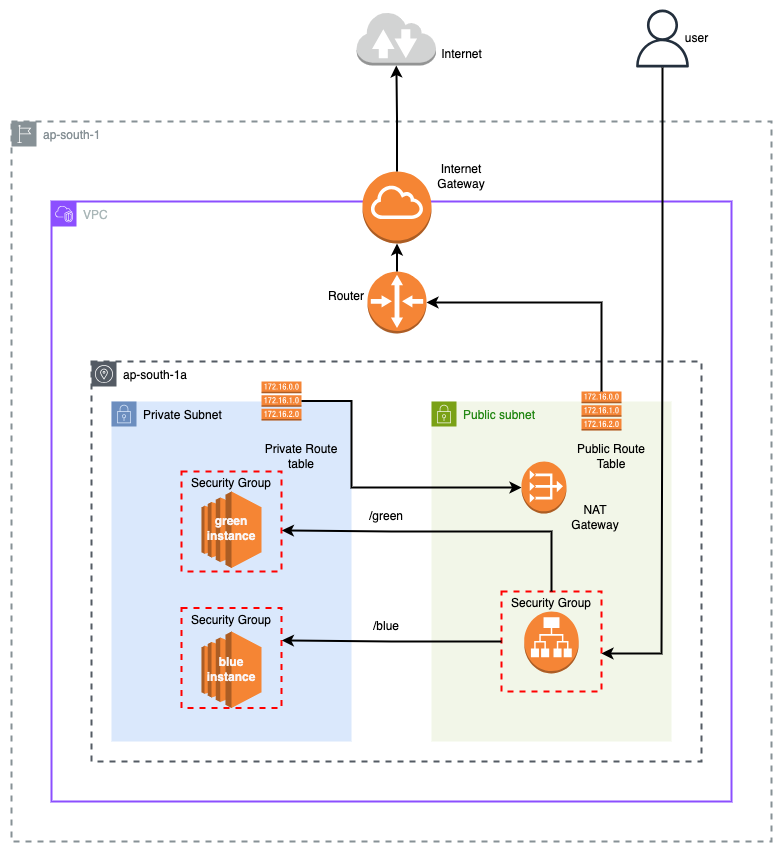 user
Internet
ap-south-1
Internet
Gateway
VPC
Router
ap-south-1a
172.16.0.0
172.16.1.0
172.16.2.0
172.16.0.0
172.16.1.0
172.16.2.0
Private Subnet
Public subnet
Private Route
table
Public Route
Table
Security Group
green
instance
NAT
Gateway
/green
Security Group
Security Group
blue
instance
/blue